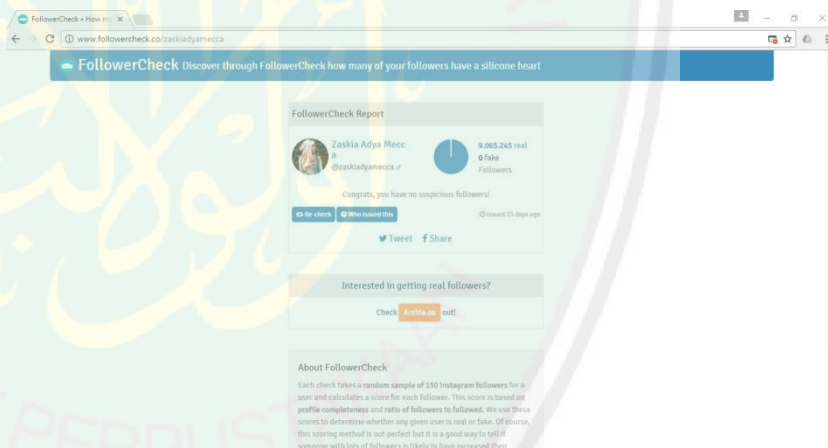 FollowerCheck • How m
www.followercheck.co/zaskiadyamecca
FollowerCheck Discover through FollowerCheck how many of your followers have a silicone heart
FollowerCheck Report
Zaskia Adya Mecc
a
@zaskiadyamecca
9.065.245 real
0 fake
Followers
Congrats, you have no suspicious followers!
Re-check Who issued this
Issued 15 days ago
Tweet Share
Interested in getting real followers?
Check out!
About FollowerCheck
Each check takes a random sample of 150 Instagram followers for a
user and calculates a score for each follower. This score is based on
profile completeness and ratio of followers to followed. We use these
scores to determine whether any given user is real or fake. Of course,
this scoring method is not perfect but it is a good way to tell if
someone with lots of followers is likely to have increased their